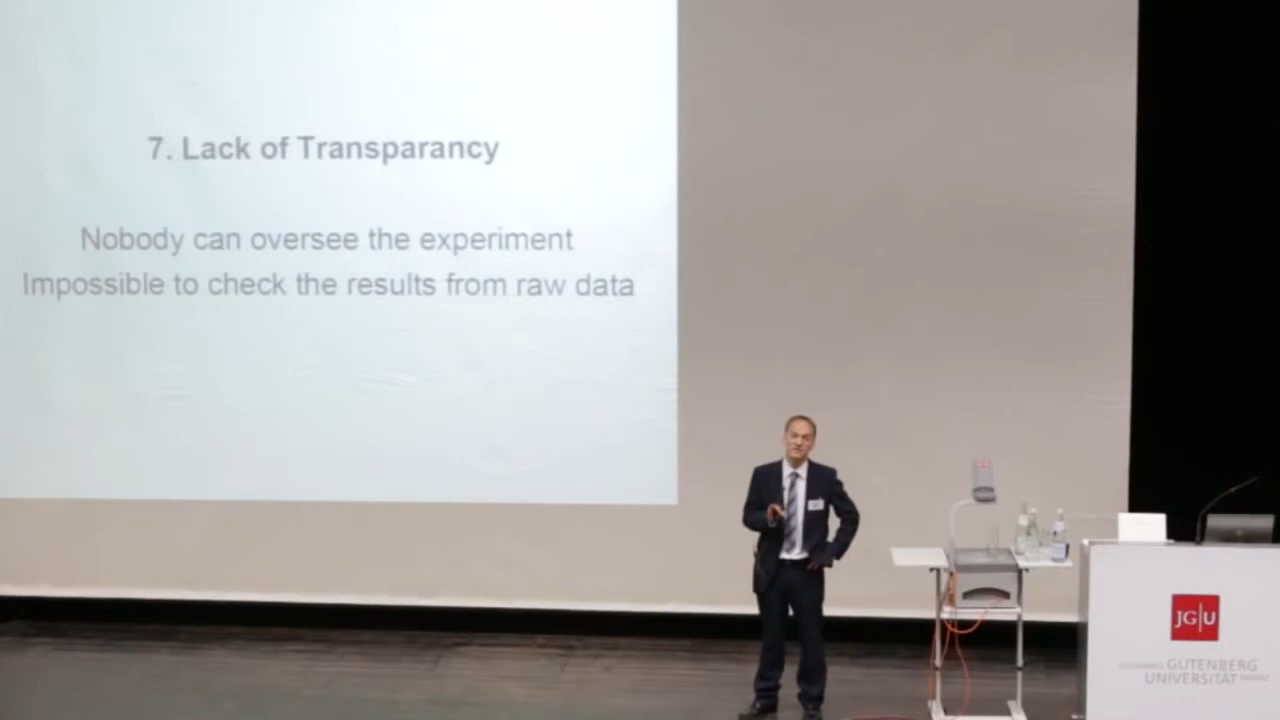 7. Lack of Transparancy
Nobody can oversee the experiment
Impossible to check the results from raw data
JG|U
GUTENBERG
UNIVERSITÄT